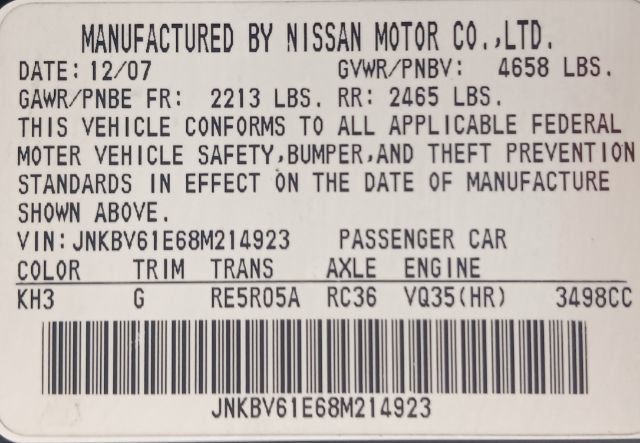 MANUFACTURED BY NISSAN MOTOR CO.,LTD.
DATE: 12/07 GVWR/PNBV: 4658 LBS.
GAWR/PNBE FR: 2213 LBS. RR: 2465 LBS.
THIS VEHICLE CONFORMS TO ALL APPLICABLE FEDERAL
MOTER VEHICLE SAFETY,BUMPER,AND THEFT PREVENTION
STANDARDS IN EFFECT ON THE DATE OF MANUFACTURE
SHOWN ABOVE.
VIN: JNKBV61E68M214923 PASSENGER CAR
COLOR TRIM TRANS AXLE ENGINE
KH3 G RE5R05A RC36 VQ35(HR) 3498CC
JNKBV61E68M214923